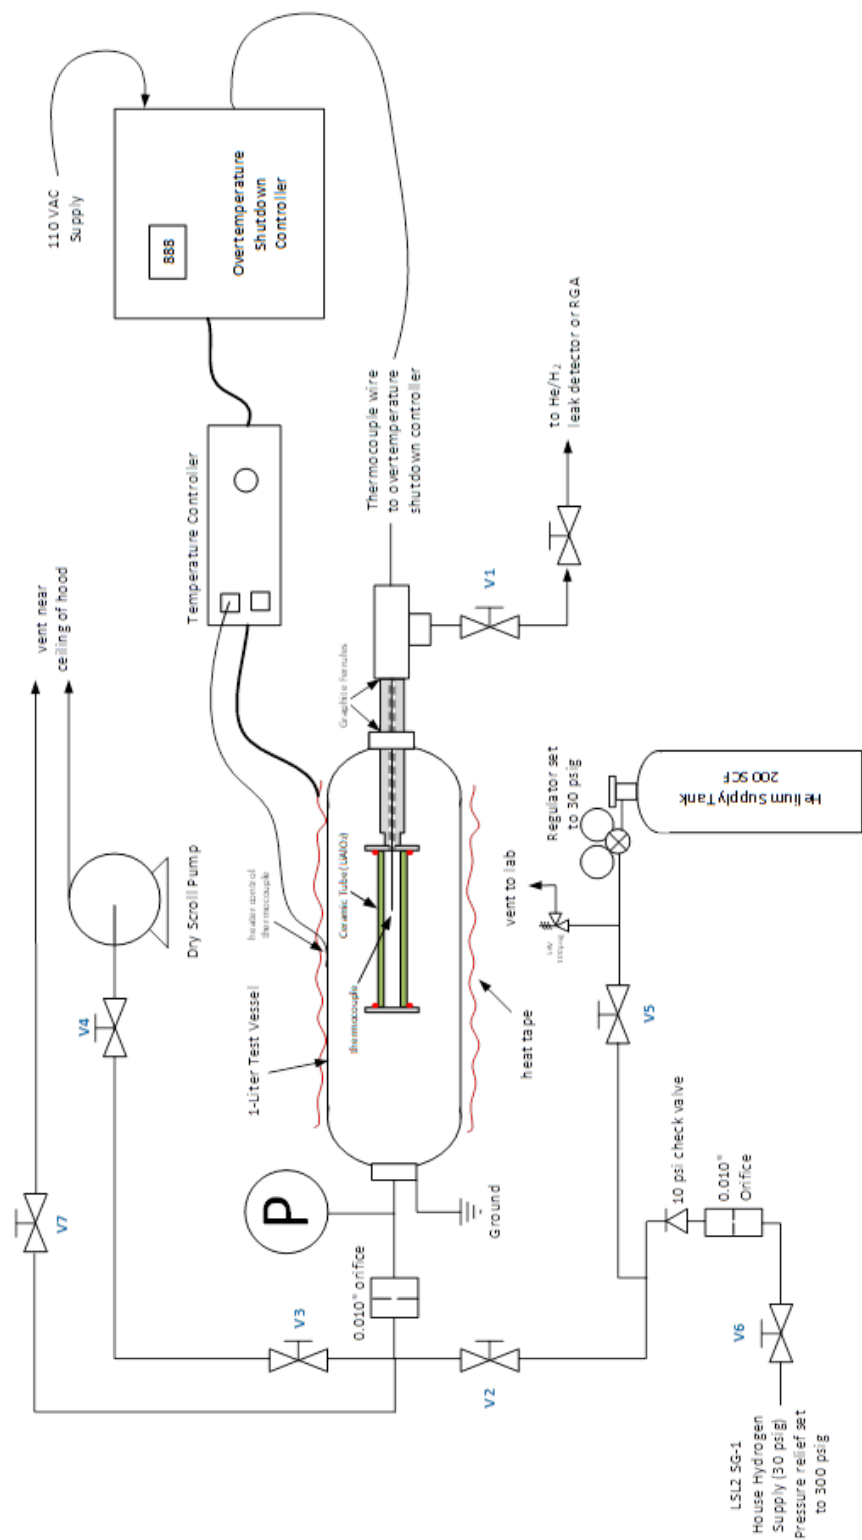 110 VAC
Supply
888
Overtemperature
Shutdown
Controller
vent near
ceiling of hood
Temperature Controller
Thermocouple wire
to overtemperature
shutdown controller
to He/H2
leak detector or RGA
V1
Graphite Ferrules
Dry Scroll Pump
heater control
thermocouple
Ceramic Tube (LiAlO2)
thermocouple
1-Liter Test Vessel
heat tape
V4
V7
P
Ground
0.010" orifice
V3
V2
vent to lab
Regulator set
to 30 psig
Helium Supply Tank
200 SCF
V5
10 psi check valve
0.010"
Orifice
V6
LSL2 SG-1
House Hydrogen
Supply (30 psig)
Pressure relief set
to 300 psig